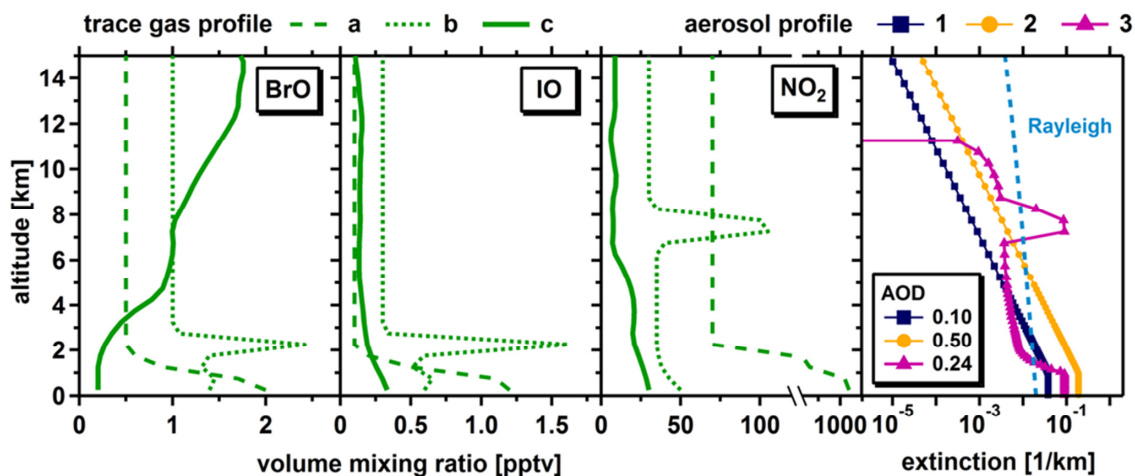 trace gas profile a b c aerosol profile 1 2 3
BrO IO NO2
Rayleigh
altitude [km]
14
12
10
8
6
4
2
0
AOD
0.10
0.50
0.24
0 1 2 0.0 0.5 1.0 1.5 0 50 100 1000 10-5 10-3 10-1
volume mixing ratio [pptv] extinction [1/km]